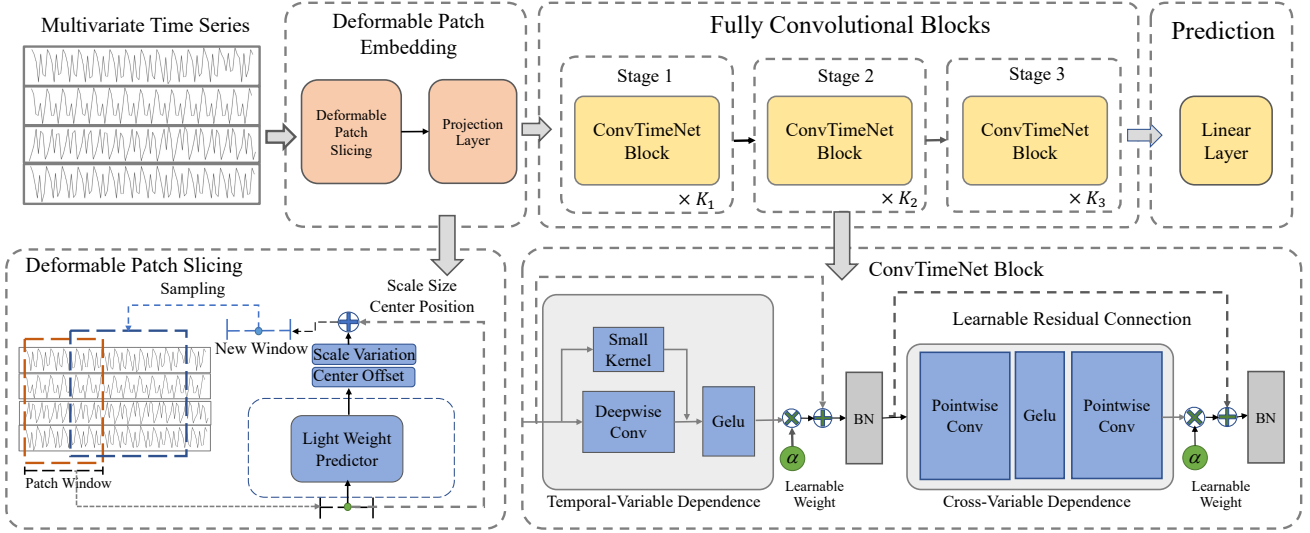 Multivariate Time Series
Deformable Patch
Embedding
Deformable
Patch
Slicing
Projection
Layer
Fully Convolutional Blocks
Stage 1
ConvTimeNet
Block
× K₁
Stage 2
ConvTimeNet
Block
× K₂
Stage 3
ConvTimeNet
Block
× K₃
Prediction
Linear
Layer
Deformable Patch Slicing
Sampling
Scale Size
Center Position
New Window
Scale Variation
Center Offset
Light Weight
Predictor
Patch Window
ConvTimeNet Block
Small
Kernel
Deepwise
Conv
Gelu
α
Learnable
Weight
Temporal-Variable Dependence
BN
Learnable Residual Connection
Pointwise
Conv
Gelu
Pointwise
Conv
Cross-Variable Dependence
α
Learnable
Weight
BN